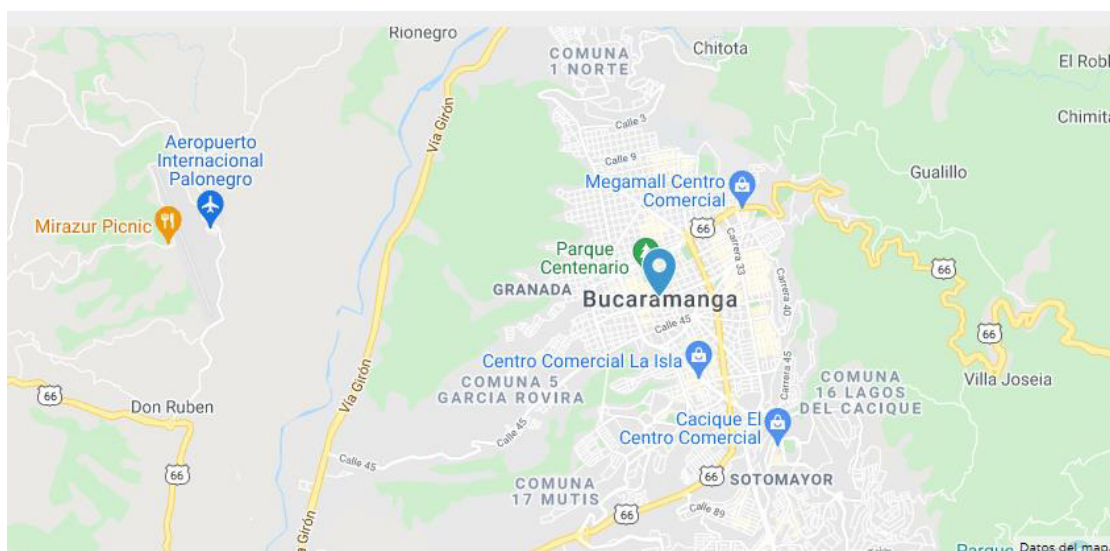 Rionegro
COMUNA
1 NORTE
Chitota
El Robl
Chimita
Vía Girón
Calle 3
Calle 9
Aeropuerto
Internacional
Palonegro
Mirazur Picnic
Megamall Centro
Comercial
Gualillo
66
Carrera 33
Parque
Centenario
66
GRANADA
Bucaramanga
Carrera 40
66
Calle 45
Centro Comercial La Isla
Vía Girón
COMUNA 5
GARCIA ROVIRA
Carrera 45
COMUNA
16 LAGOS
DEL CACIQUE
Villa Joseia
66
Don Ruben
Cacique El
Centro Comercial
Calle 45
Calle 45
66
COMUNA
17 MUTIS
66
SOTOMAYOR
66
Calle 89
Vía Girón
Parque
Datos del map